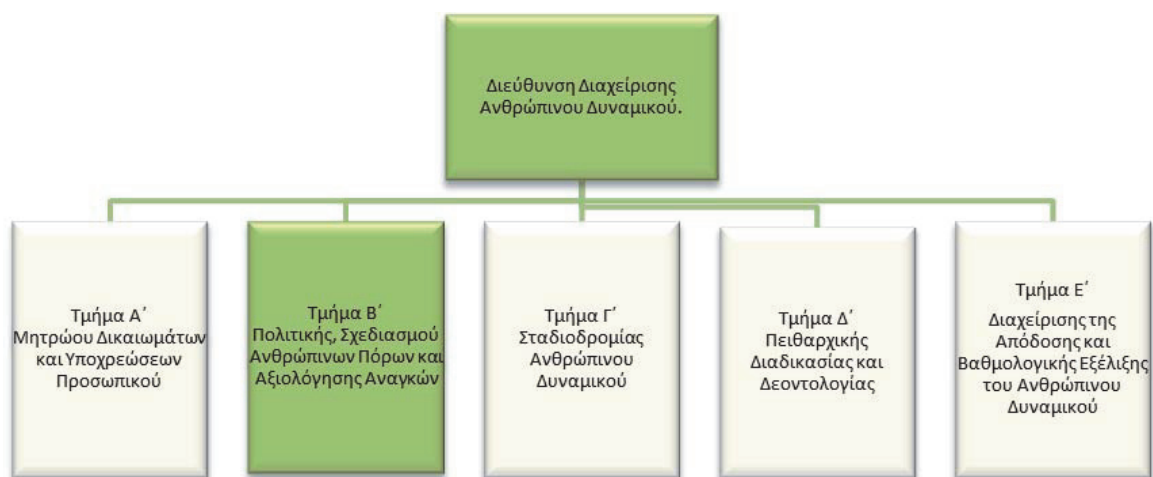 Διεύθυνση Διαχείρισης
Ανθρώπινου Δυναμικού.
Τμήμα Α΄
Μητρώου Δικαιωμάτων
και Υποχρεώσεων
Προσωπικού
Τμήμα Β΄
Πολιτικής, Σχεδιασμού
Ανθρώπινων Πόρων και
Αξιολόγησης Αναγκών
Τμήμα Γ΄
Σταδιοδρομίας
Ανθρώπινου
Δυναμικού
Τμήμα Δ΄
Πειθαρχικής
Διαδικασίας και
Δεοντολογίας
Τμήμα Ε΄
Διαχείρισης της
Απόδοσης και
Βαθμολογικής Εξέλιξης
του Ανθρώπινου
Δυναμικού